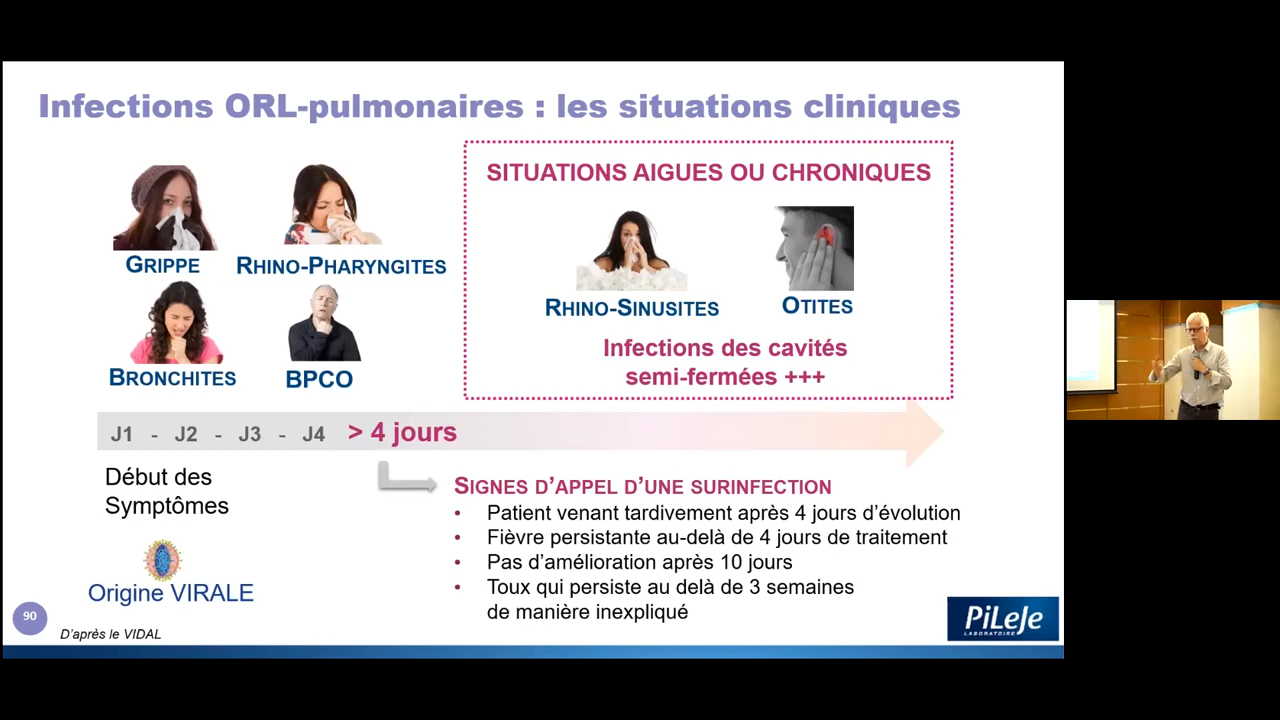 Infections ORL-pulmonaires : les situations cliniques
GRIPPE
RHINO-PHARYNGITES
BRONCHITES
BPCO
SITUATIONS AIGUES OU CHRONIQUES
RHINO-SINUSITES
OTITES
Infections des cavités
semi-fermées +++
J1 - J2 - J3 - J4 > 4 jours
Début des
Symptômes
Origine VIRALE
SIGNES D’APPEL D’UNE SURINFECTION
• Patient venant tardivement après 4 jours d’évolution
• Fièvre persistante au-delà de 4 jours de traitement
• Pas d’amélioration après 10 jours
• Toux qui persiste au delà de 3 semaines
de manière inexpliqué
90
D’après le VIDAL
PiLeJe
LABORATOIRE